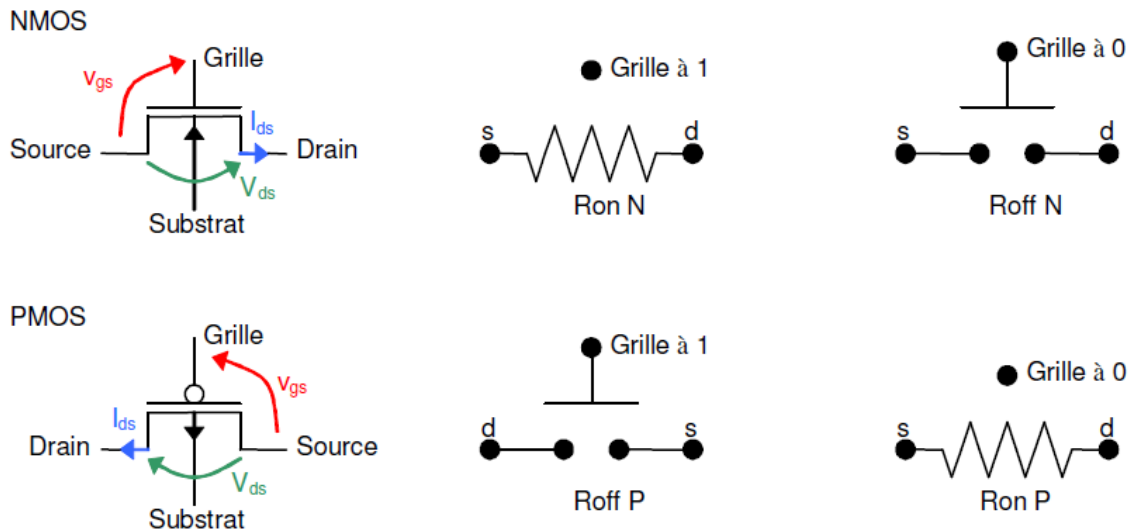 NMOS
Grille
vgs
Ids
Source
Drain
Vds
Substrat
Grille à 1
s
d
Ron N
Grille à 0
s
d
Roff N
PMOS
Grille
vgs
Ids
Drain
Source
Vds
Substrat
Grille à 1
d
s
Roff P
Grille à 0
s
d
Ron P